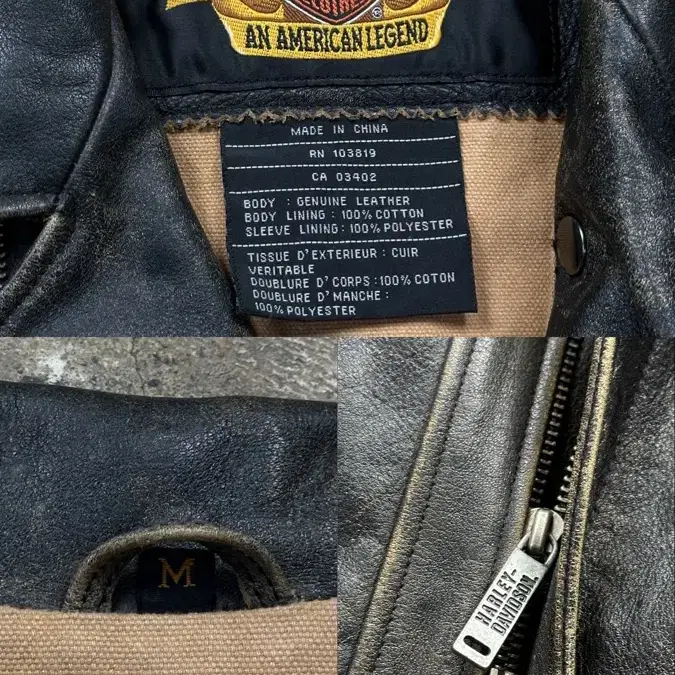 AN AMERICAN LEGEND
MADE IN CHINA
RN 103819
CA 03402
BODY : GENUINE LEATHER
BODY LINING : 100% COTTON
SLEEVE LINING : 100% POLYESTER
TISSUE D'EXTERIEUR : CUIR
VERITABLE
DOUBLURE D'CORPS : 100% COTON
DOUBLURE D'MANCHE :
100% POLYESTER
M
HARLEY-
DAVIDSON